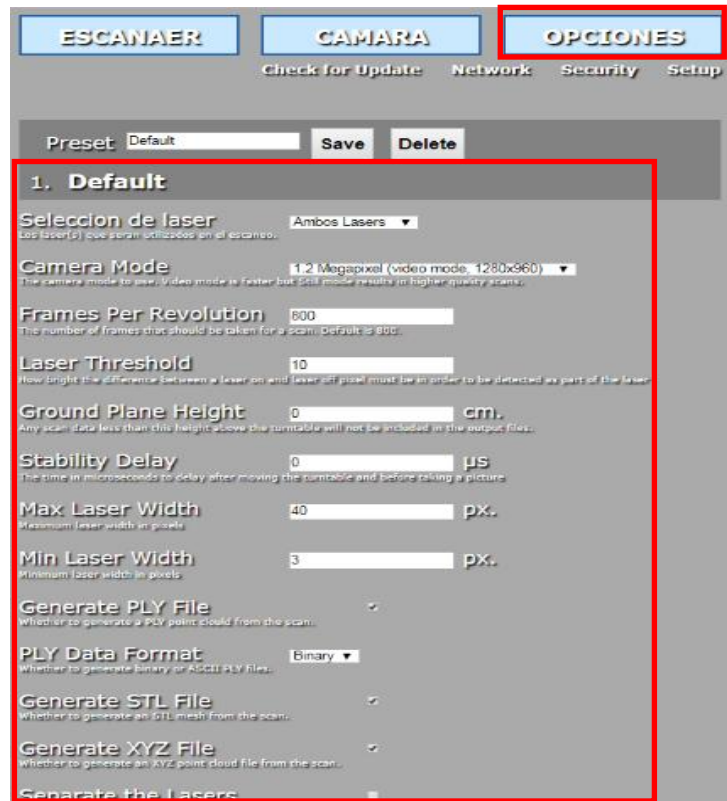 ESCANAER CAMARA OPCIONES
Check for Update Network Security Setup
Preset Default Save Delete
1. Default
Seleccion de laser Ambos Lasers
Los laser(s) que seran utilizados en el escaneo.
Camera Mode 1.2 Megapixel (video mode, 1280x960)
The camera mode to use. Video mode is faster but Still mode results in higher quality scans.
Frames Per Revolution 800
The number of frames that should be taken for a scan. Default is 800.
Laser Threshold 10
How bright the difference between a laser on and laser off pixel must be in order to be detected as part of the laser
Ground Plane Height 0 cm.
Any scan data less than this height above the turntable will not be included in the output files.
Stability Delay 0 µs
The time in microseconds to delay after moving the turntable and before taking a picture
Max Laser Width 40 px.
Maximum laser width in pixels
Min Laser Width 3 px.
Minimum laser width in pixels
Generate PLY File
Whether to generate a PLY point clould from the scan.
PLY Data Format Binary
Whether to generate binary or ASCII PLY files.
Generate STL File
Whether to generate an STL mesh from the scan.
Generate XYZ File
Whether to generate an XYZ point cloud file from the scan.
Separate the Lasers